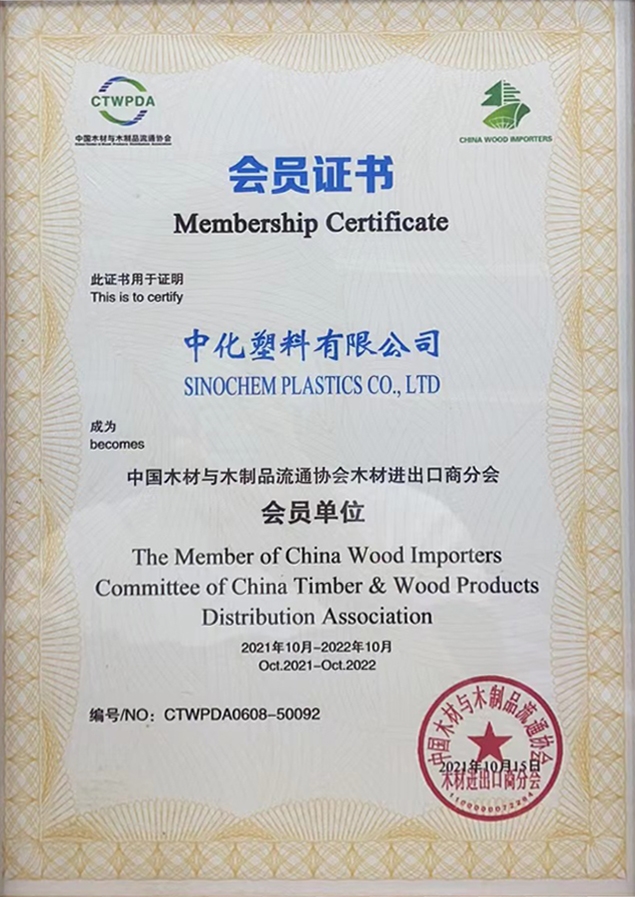 CTWPDA
中国木材与木制品流通协会
CHINA WOOD IMPORTERS
会员证书
Membership Certificate
此证书用于证明
This is to certify
中化塑料有限公司
SINOCHEM PLASTICS CO., LTD
成为
becomes
中国木材与木制品流通协会木材进出口商分会
会员单位
The Member of China Wood Importers
Committee of China Timber & Wood Products
Distribution Association
2021年10月-2022年10月
Oct.2021-Oct.2022
编号/NO：CTWPDA0608-50092
中国木材与木制品流通协会
2021年10月15日
木材进出口商分会